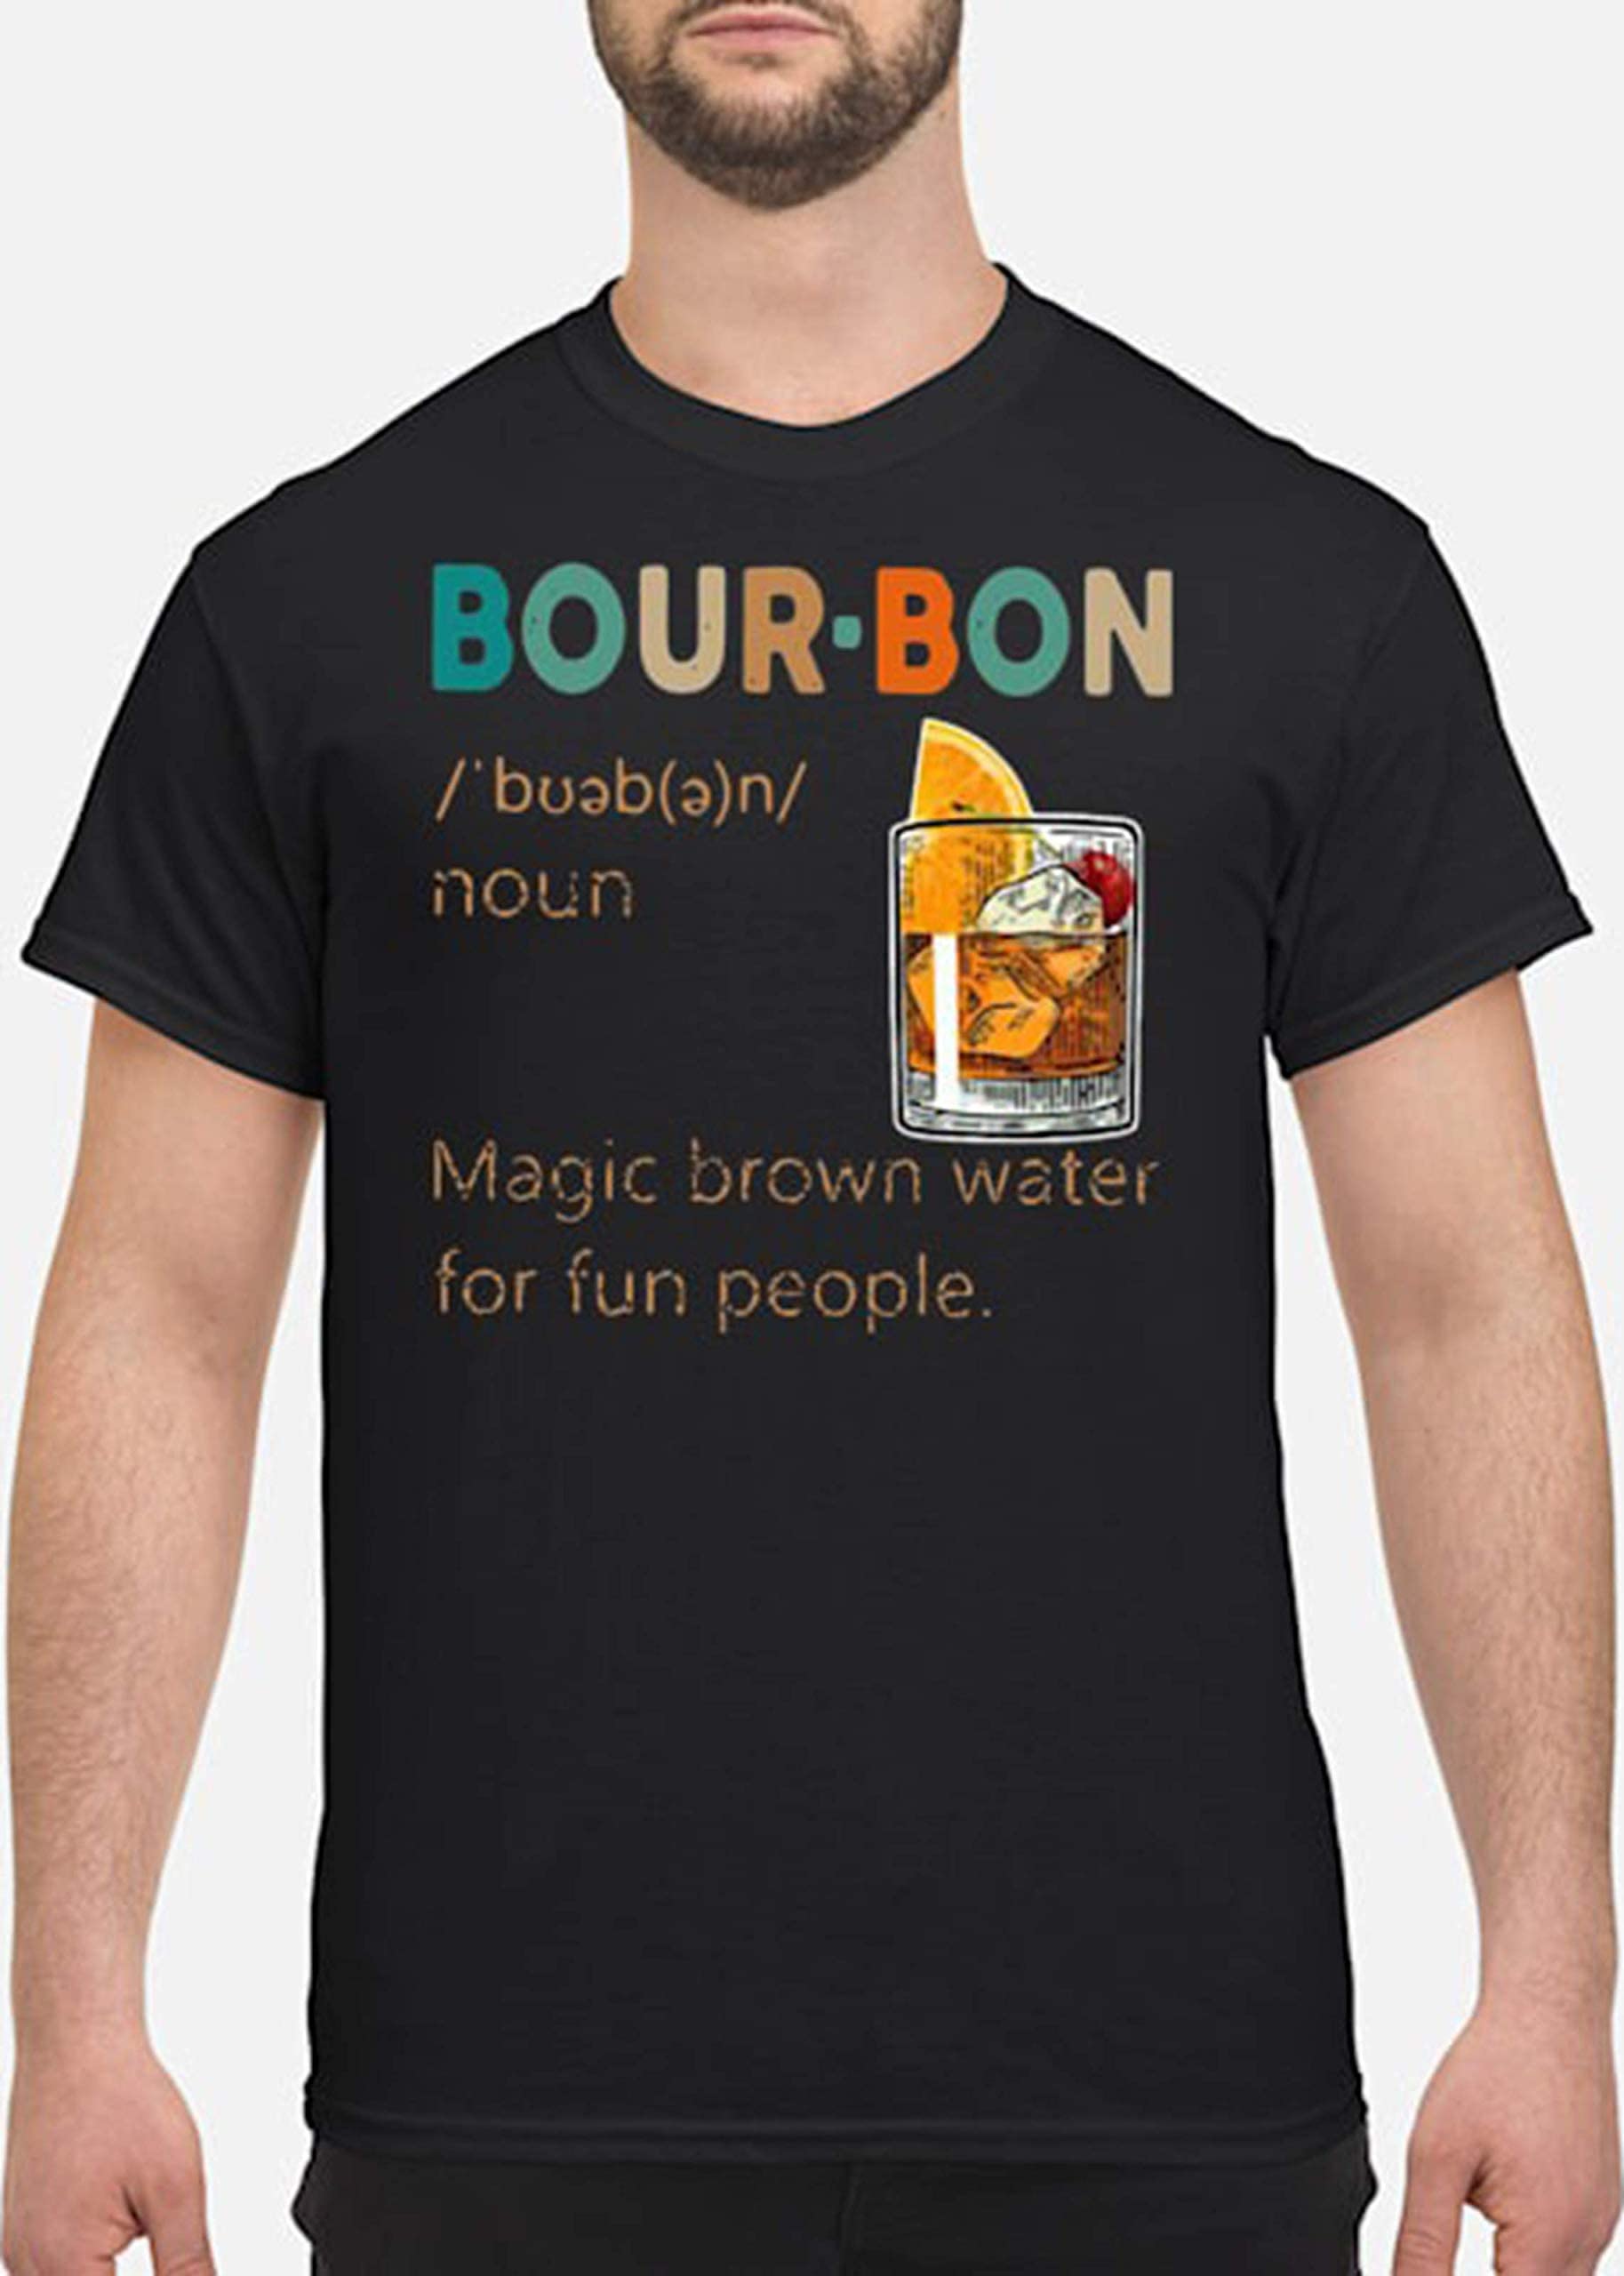 BOUR·BON
/ˈbʊəb(ə)n/
noun
Magic brown water
for fun people.